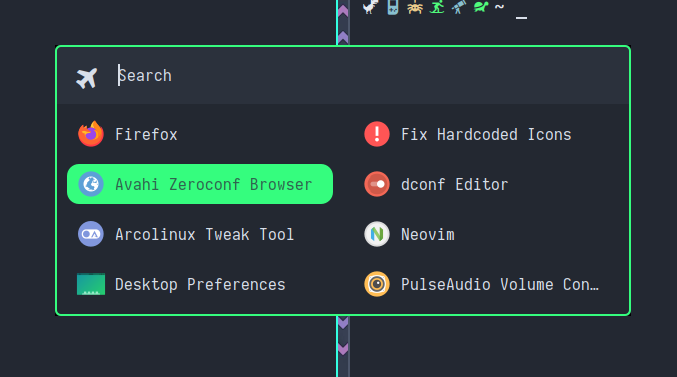 ~ _
Search
Firefox
Fix Hardcoded Icons
Avahi Zeroconf Browser
dconf Editor
Arcolinux Tweak Tool
Neovim
Desktop Preferences
PulseAudio Volume Con…